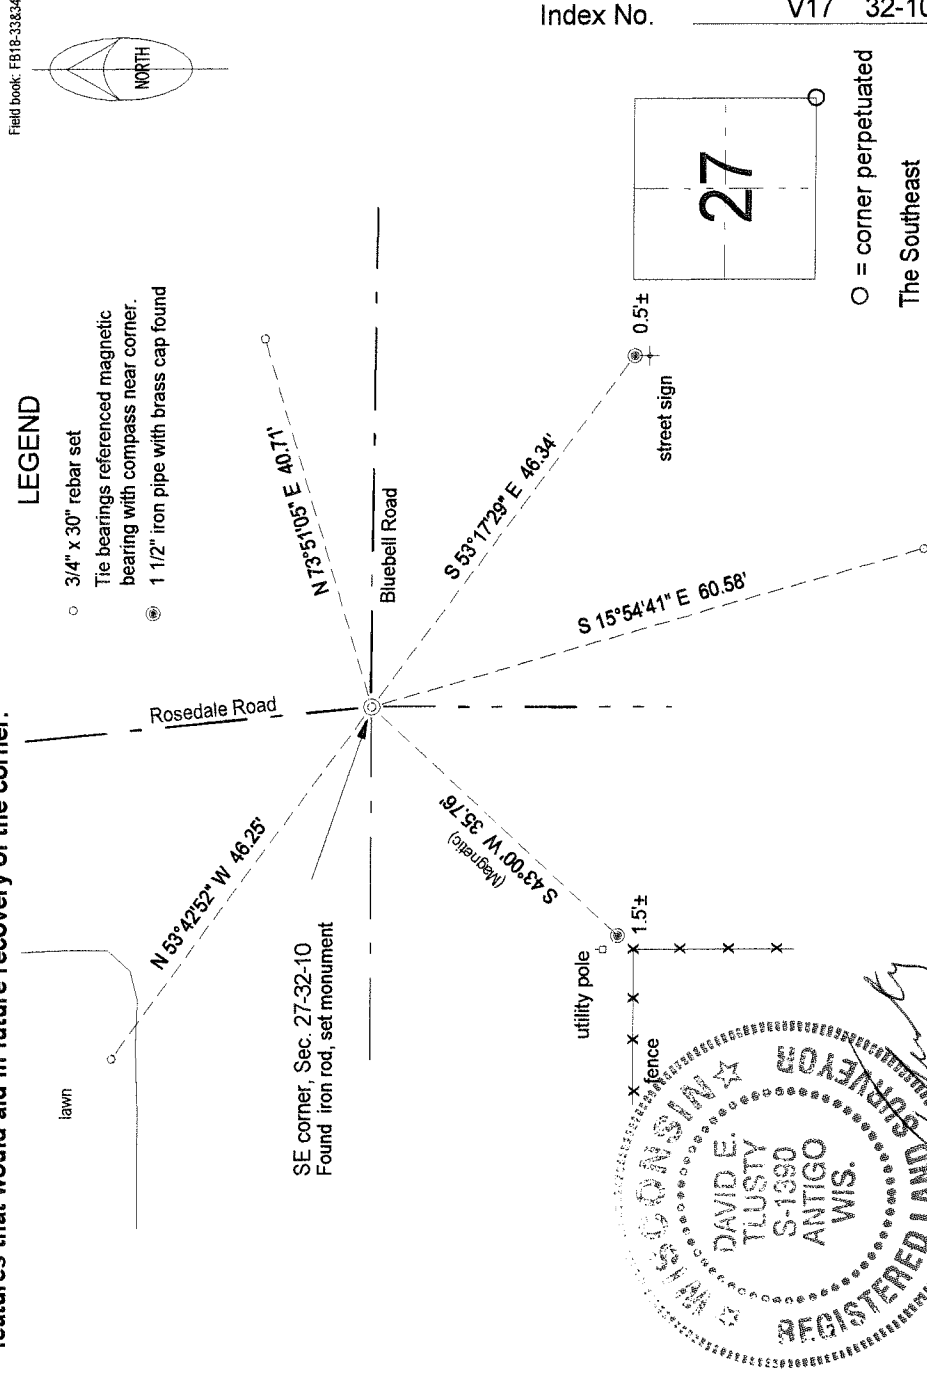 features that would aid in future recovery of the corner.
Field book: FB18-33&34
NORTH
Index No. V17 32-10
LEGEND
3/4" x 30" rebar set
Tie bearings referenced magnetic
bearing with compass near corner.
1 1/2" iron pipe with brass cap found
27
O = corner perpetuated
The Southeast
lawn
N 53°42'52" W 46.25'
Rosedale Road
N 73°51'05" E 40.71'
Bluebell Road
S 53°17'29" E 46.34'
0.5'±
street sign
S 15°54'41" E 60.58'
S 43°00' W 35.76'
(Magnetic)
SE corner, Sec. 27-32-10
Found iron rod, set monument
utility pole
1.5'±
fence
WISCONSIN
DAVID E.
TLUSTY
S-1390
ANTIGO
WIS.
REGISTERED LAND SURVEYOR